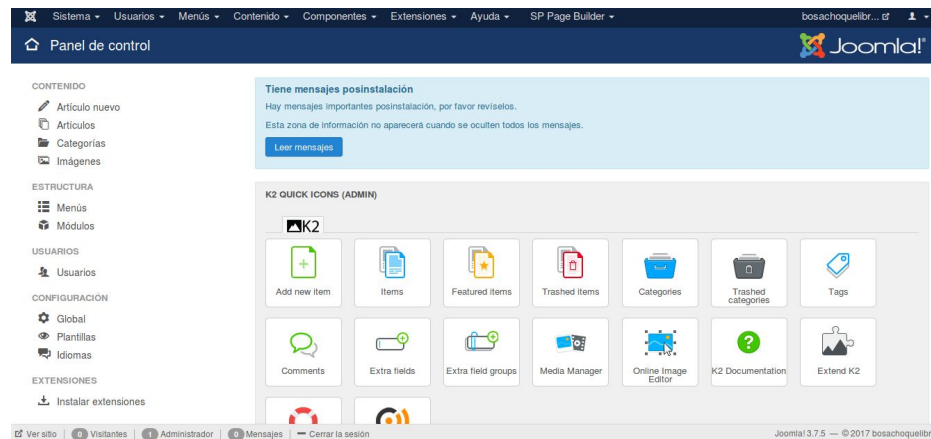 Sistema Usuarios Menús Contenido Componentes Extensiones Ayuda SP Page Builder bosachoquelibr...
Panel de control
Joomla!®
CONTENIDO
Artículo nuevo
Artículos
Categorías
Imágenes
ESTRUCTURA
Menús
Módulos
USUARIOS
Usuarios
CONFIGURACIÓN
Global
Plantillas
Idiomas
EXTENSIONES
Instalar extensiones
Tiene mensajes posinstalación
Hay mensajes importantes posinstalación, por favor revíselos.
Esta zona de información no aparecerá cuando se oculten todos los mensajes.
Leer mensajes
K2 QUICK ICONS (ADMIN)
K2
Add new item
Items
Featured items
Trashed items
Categories
Trashed
categories
Tags
Comments
Extra fields
Extra field groups
Media Manager
Online Image
Editor
K2 Documentation
Extend K2
Ver sitio 0 Visitantes 1 Administrador 0 Mensajes Cerrar la sesión
Joomla! 3.7.5 — © 2017 bosachoquelibr